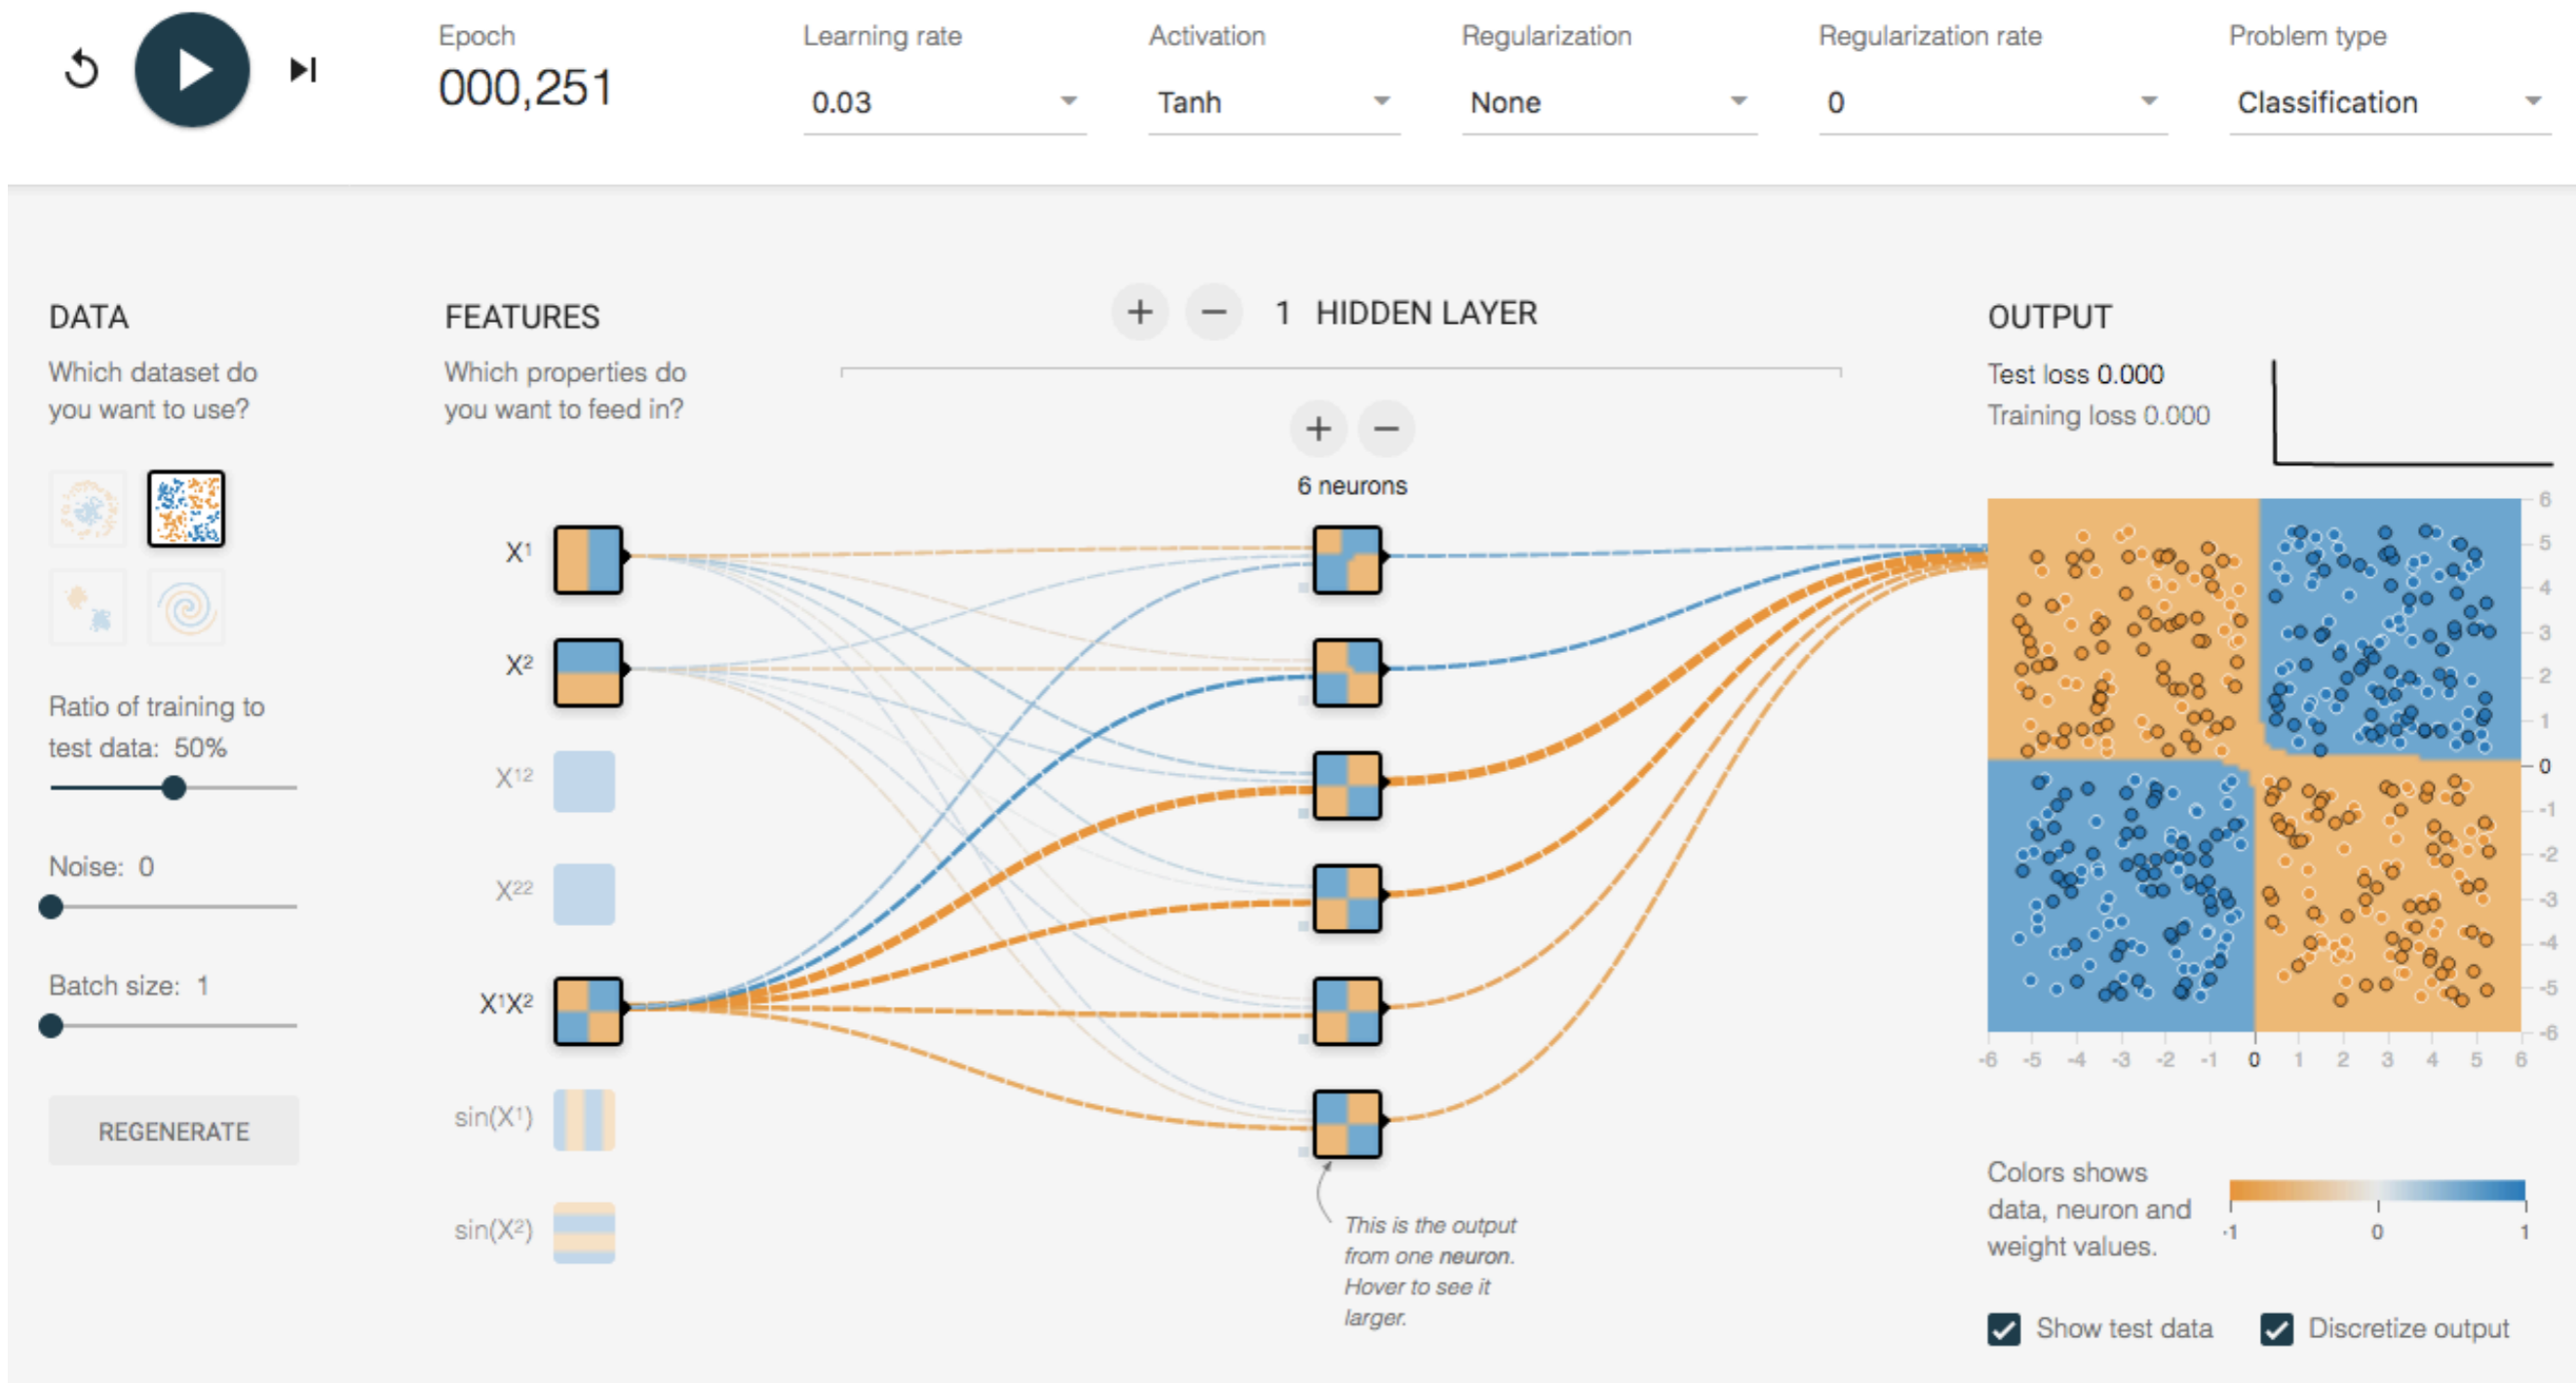 Epoch
000,251
Learning rate
0.03
Activation
Tanh
Regularization
None
Regularization rate
0
Problem type
Classification
DATA
Which dataset do
you want to use?
Ratio of training to
test data: 50%
Noise: 0
Batch size: 1
REGENERATE
FEATURES
Which properties do
you want to feed in?
X1
X2
X12
X22
X1X2
sin(X1)
sin(X2)
+ − 1 HIDDEN LAYER
+ −
6 neurons
This is the output
from one neuron.
Hover to see it
larger.
OUTPUT
Test loss 0.000
Training loss 0.000
6
5
4
3
2
1
0
-1
-2
-3
-4
-5
-6
-6 -5 -4 -3 -2 -1 0 1 2 3 4 5 6
Colors shows
data, neuron and
weight values.
-1 0 1
Show test data
Discretize output